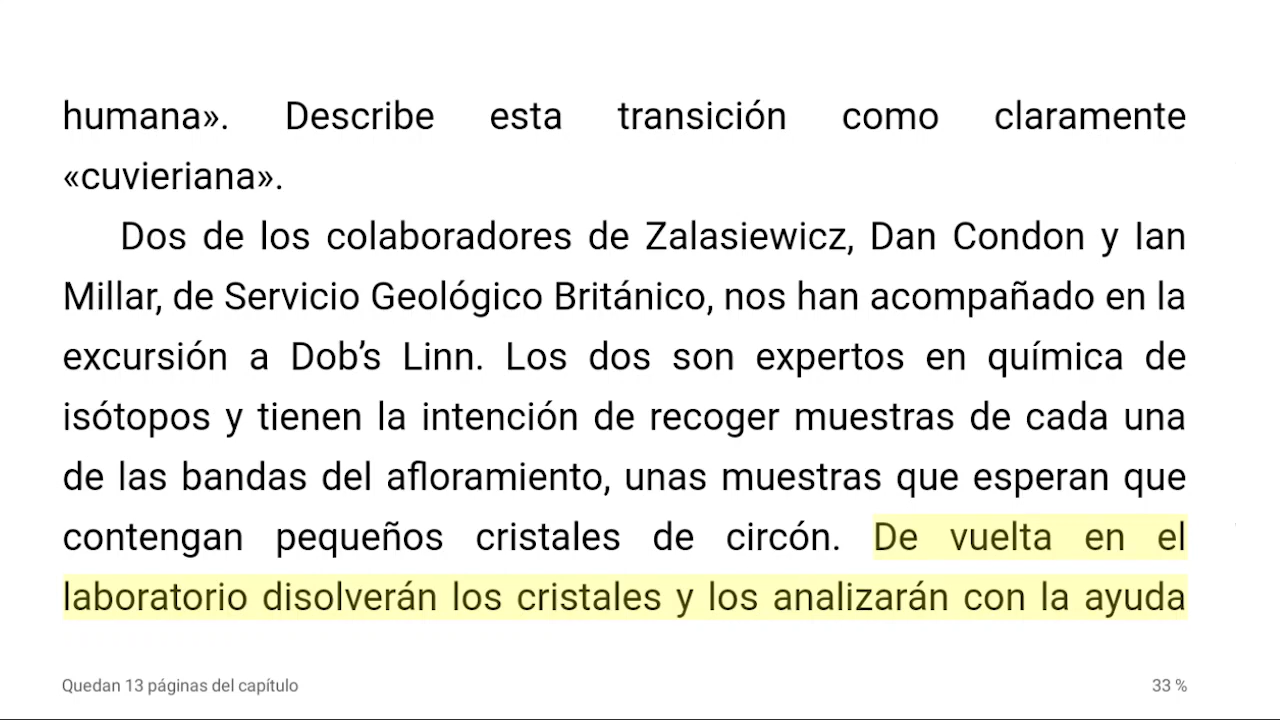 humana». Describe esta transición como claramente
«cuvieriana».
Dos de los colaboradores de Zalasiewicz, Dan Condon y Ian
Millar, de Servicio Geológico Británico, nos han acompañado en la
excursión a Dob’s Linn. Los dos son expertos en química de
isótopos y tienen la intención de recoger muestras de cada una
de las bandas del afloramiento, unas muestras que esperan que
contengan pequeños cristales de circón. De vuelta en el
laboratorio disolverán los cristales y los analizarán con la ayuda
Quedan 13 páginas del capítulo
33 %